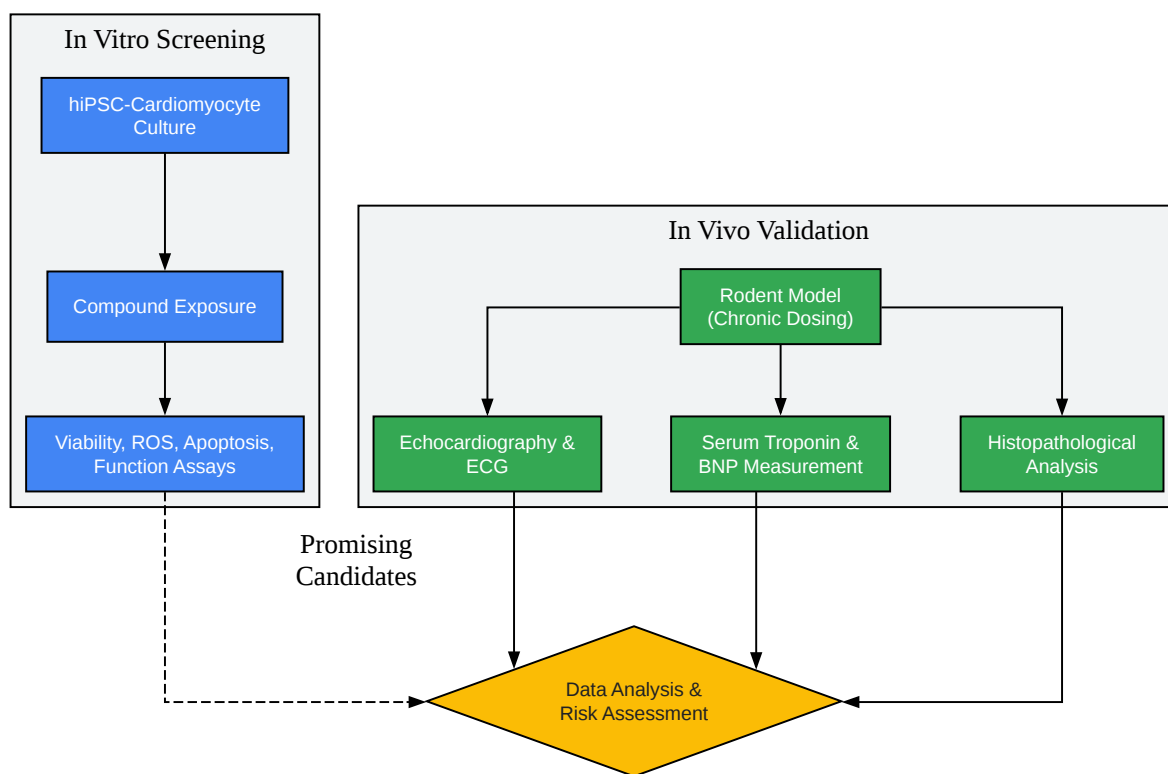 In Vitro Screening
hiPSC-Cardiomyocyte
Culture
Compound Exposure
Viability, ROS, Apoptosis,
Function Assays
In Vivo Validation
Rodent Model
(Chronic Dosing)
Echocardiography &
ECG
Serum Troponin &
BNP Measurement
Histopathological
Analysis
Promising
Candidates
Data Analysis &
Risk Assessment